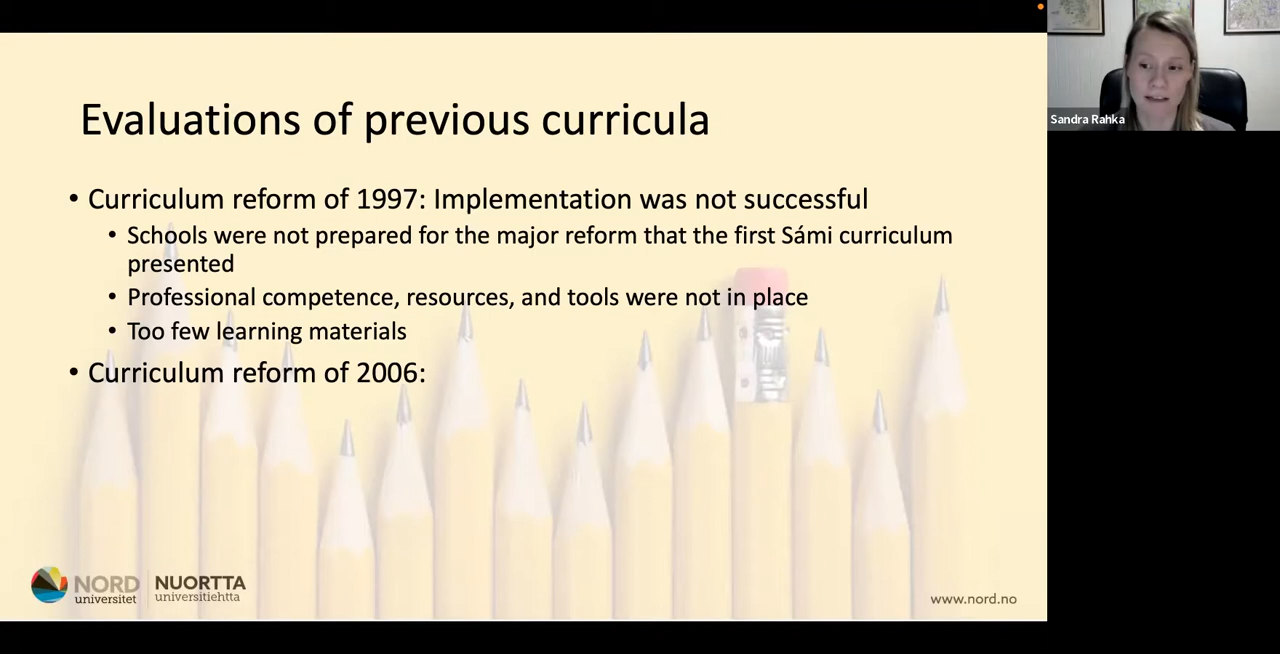 Evaluations of previous curricula
• Curriculum reform of 1997: Implementation was not successful
• Schools were not prepared for the major reform that the first Sámi curriculum
presented
• Professional competence, resources, and tools were not in place
• Too few learning materials
• Curriculum reform of 2006:
NORD
universitet
NUORTTA
universitiehtta
www.nord.no
Sandra Rahka